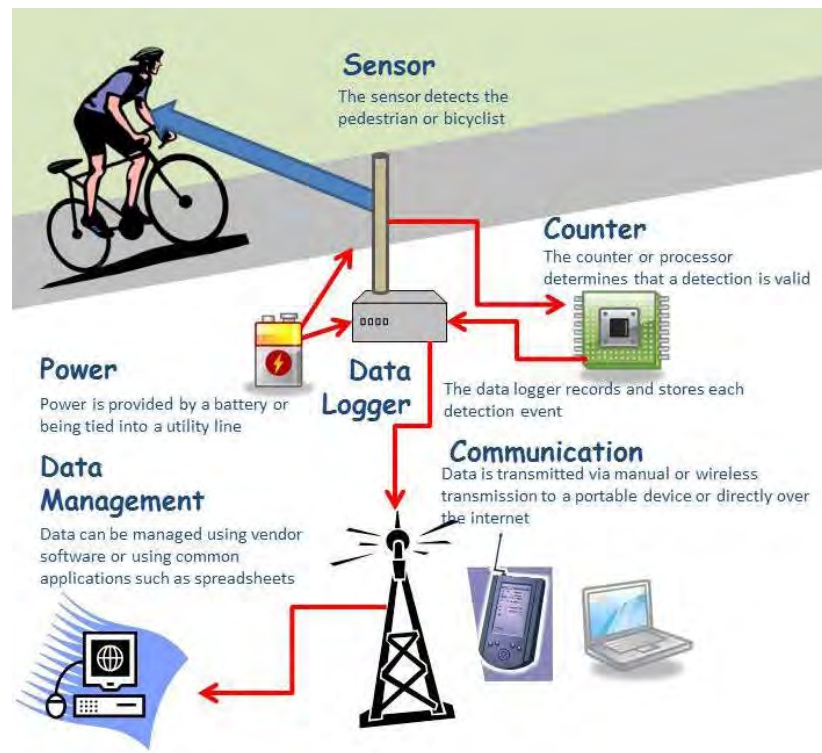 Sensor
The sensor detects the
pedestrian or bicyclist
Counter
The counter or processor
determines that a detection is valid
Power
Power is provided by a battery or
being tied into a utility line
Data
Logger
The data logger records and stores each
detection event
Communication
Data is transmitted via manual or wireless
transmission to a portable device or directly over
the internet
Data
Management
Data can be managed using vendor
software or using common
applications such as spreadsheets